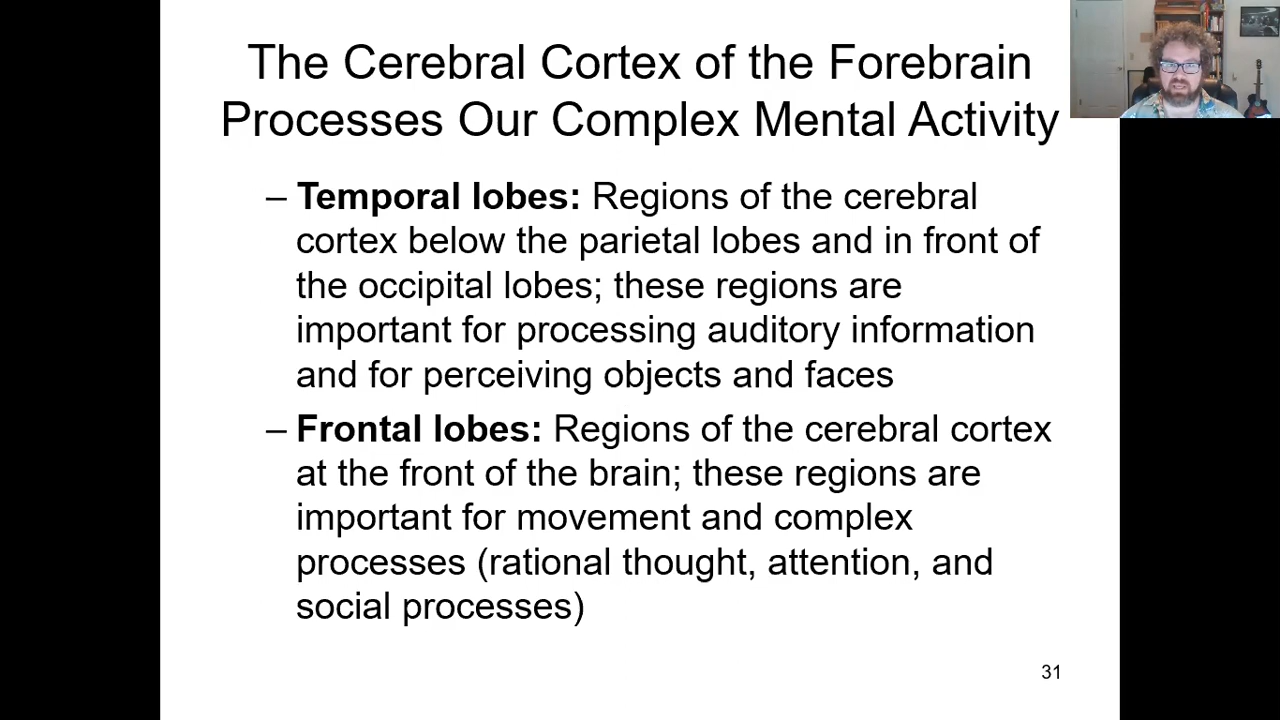 The Cerebral Cortex of the Forebrain
Processes Our Complex Mental Activity
– Temporal lobes: Regions of the cerebral
cortex below the parietal lobes and in front of
the occipital lobes; these regions are
important for processing auditory information
and for perceiving objects and faces
– Frontal lobes: Regions of the cerebral cortex
at the front of the brain; these regions are
important for movement and complex
processes (rational thought, attention, and
social processes)
31